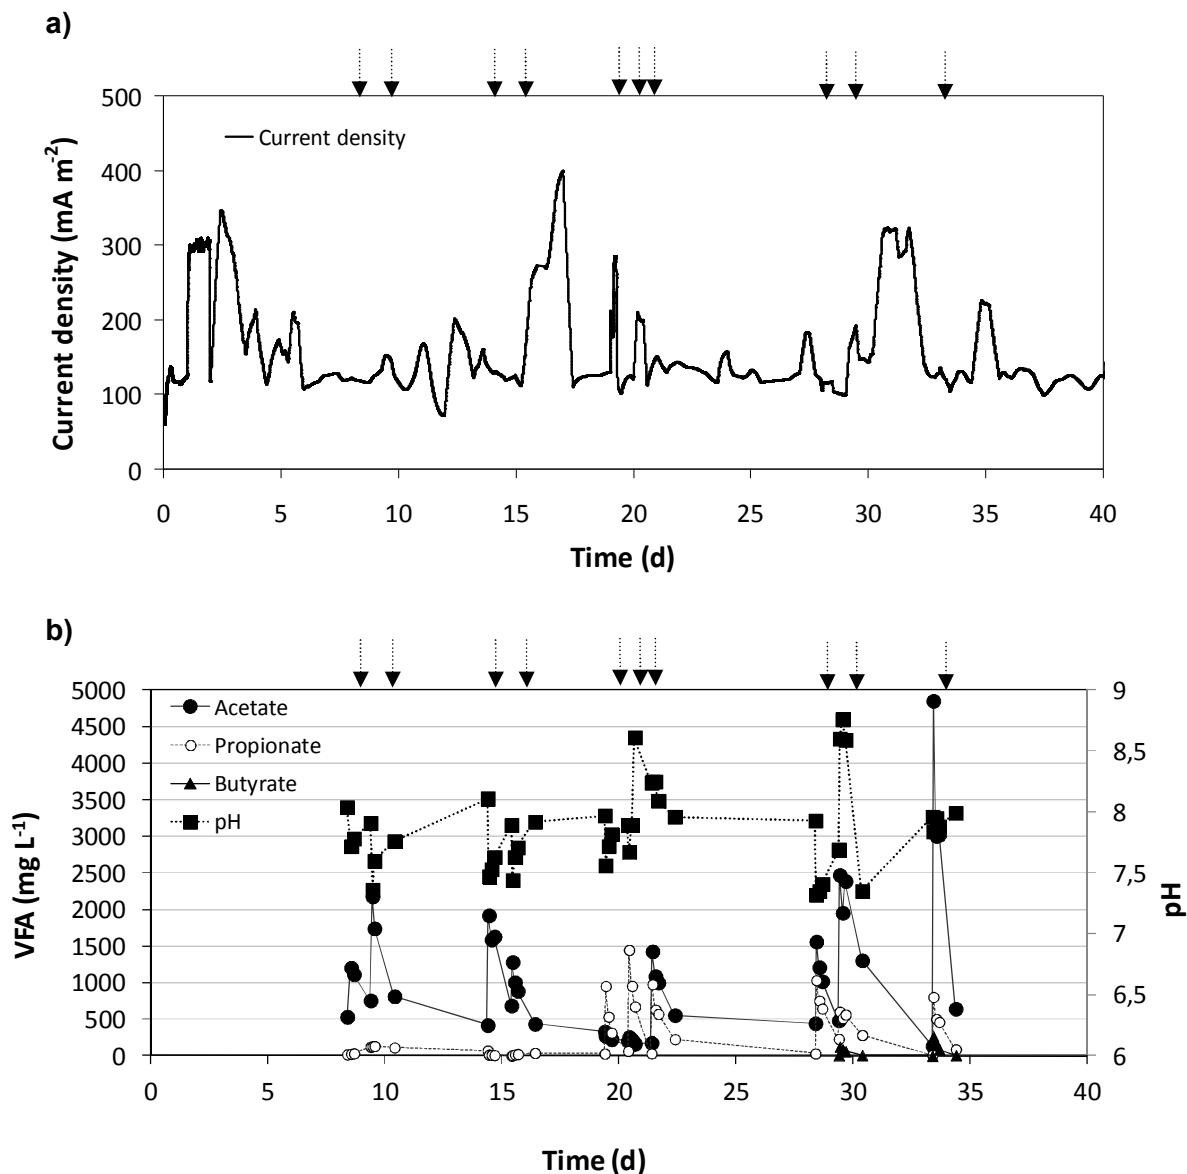 a)
500
400
300
200
100
0
Current density (mA m⁻²)
Current density
0 5 10 15 20 25 30 35 40
Time (d)
b)
5000
4500
4000
3500
3000
2500
2000
1500
1000
500
0
VFA (mg L⁻¹)
Acetate
Propionate
Butyrate
pH
9
8,5
8
7,5
7
6,5
6
pH
0 5 10 15 20 25 30 35 40
Time (d)